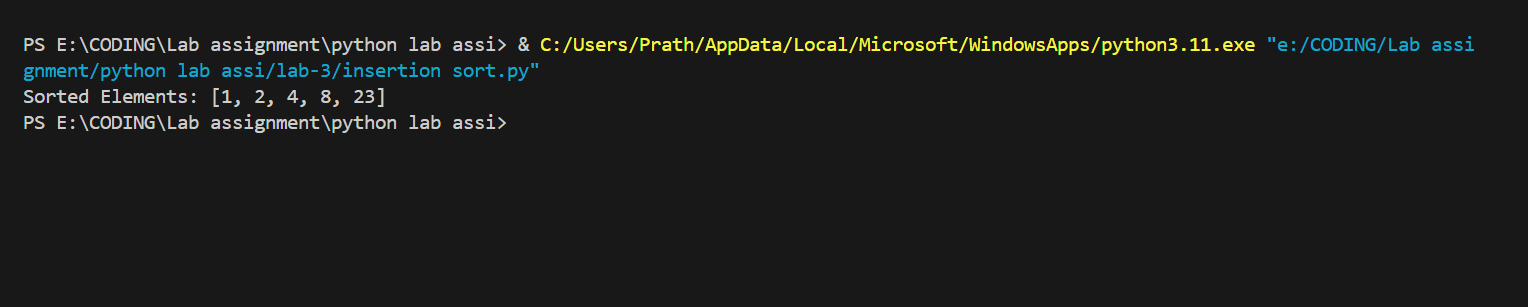 PS E:\CODING\Lab assignment\python lab assi> & C:/Users/Prath/AppData/Local/Microsoft/WindowsApps/python3.11.exe "e:/CODING/Lab assi
gnment/python lab assi/lab-3/insertion sort.py"
Sorted Elements: [1, 2, 4, 8, 23]
PS E:\CODING\Lab assignment\python lab assi>